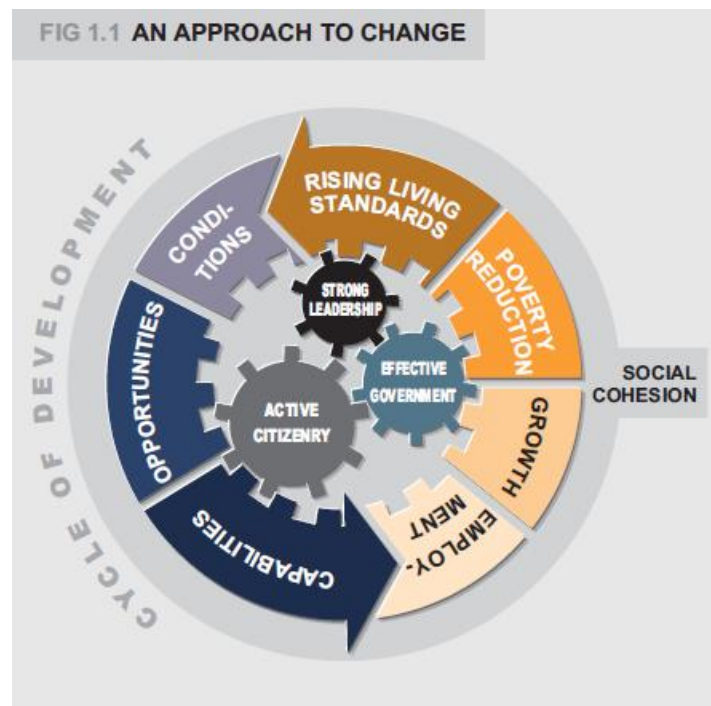 FIG 1.1 AN APPROACH TO CHANGE
CYCLE OF DEVELOPMENT
RISING LIVING
STANDARDS
POVERTY
REDUCTION
SOCIAL
COHESION
GROWTH
EMPLOY-
MENT
CAPABILITIES
OPPORTUNITIES
CONDI-
TIONS
STRONG
LEADERSHIP
EFFECTIVE
GOVERNMENT
ACTIVE
CITIZENRY